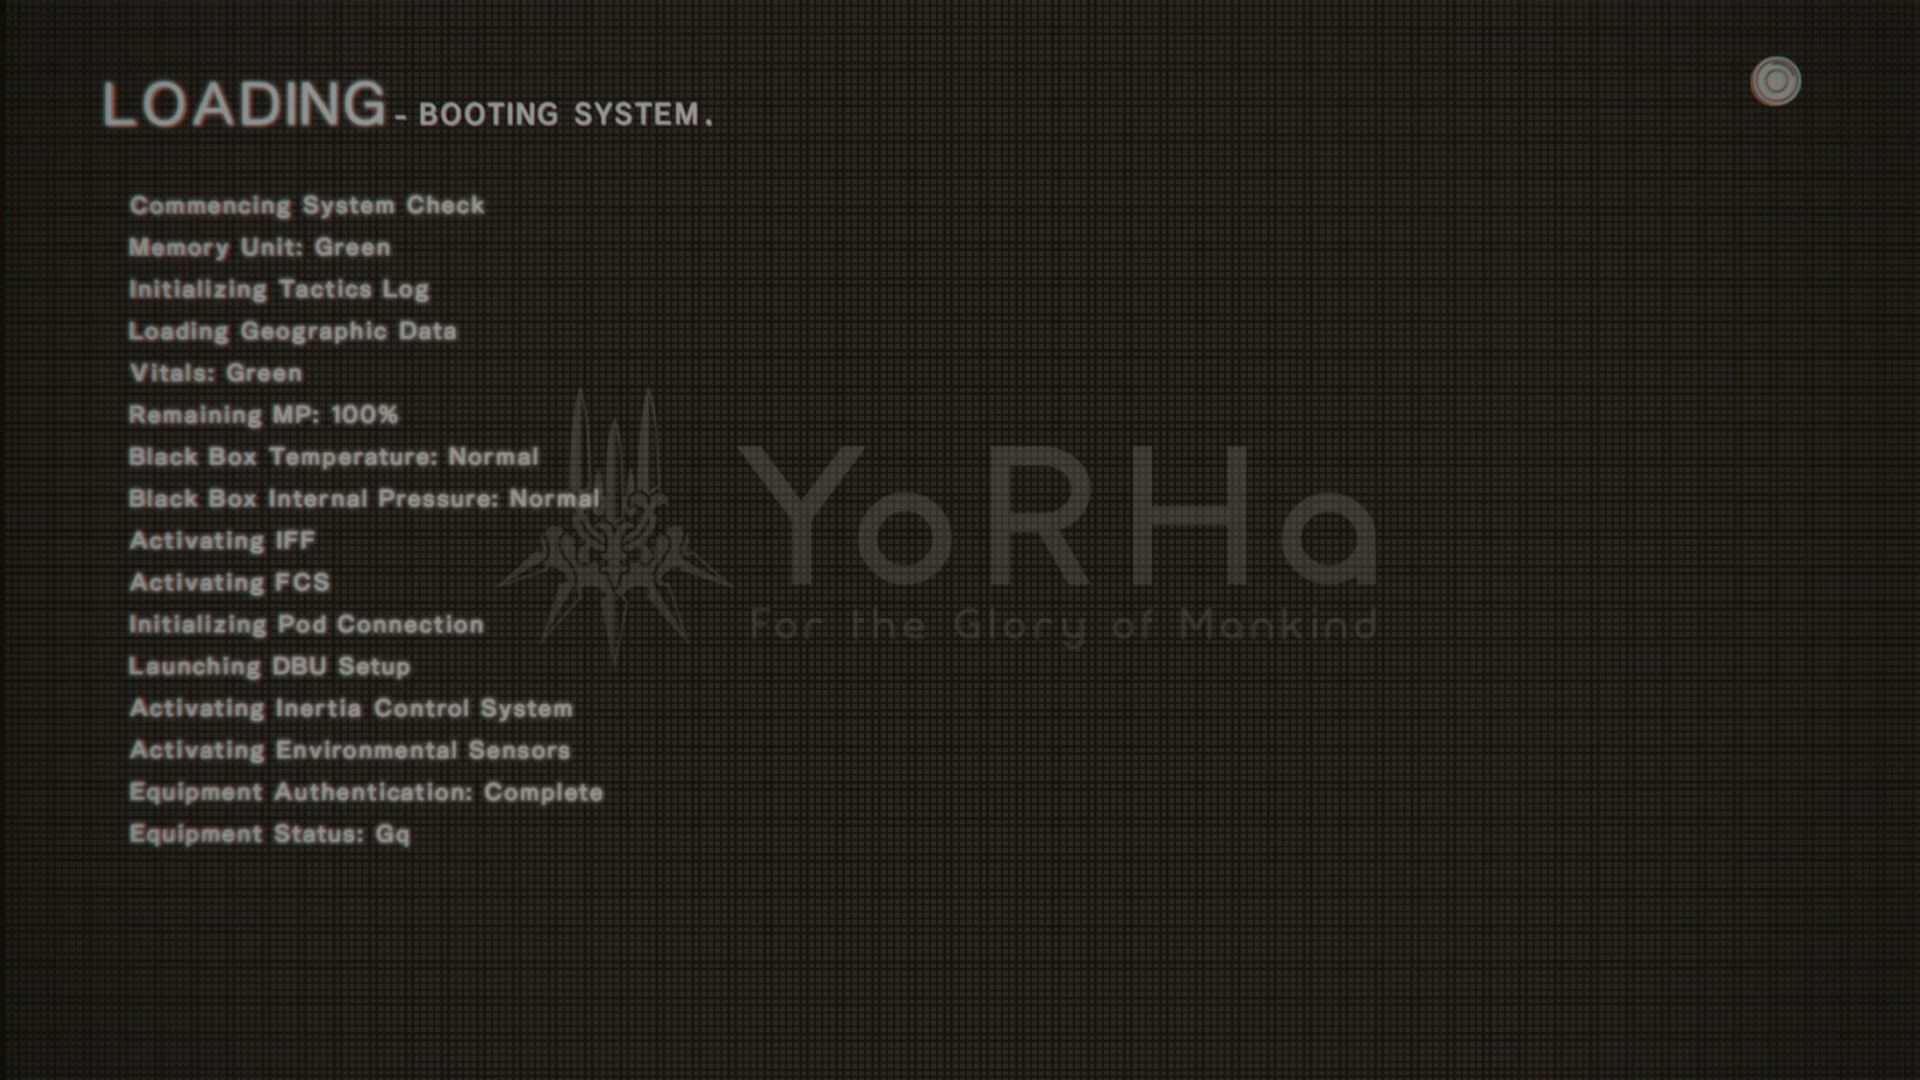 LOADING - BOOTING SYSTEM.
Commencing System Check
Memory Unit: Green
Initializing Tactics Log
Loading Geographic Data
Vitals: Green
Remaining MP: 100%
Black Box Temperature: Normal
Black Box Internal Pressure: Normal
Activating IFF
Activating FCS
Initializing Pod Connection
Launching DBU Setup
Activating Inertia Control System
Activating Environmental Sensors
Equipment Authentication: Complete
Equipment Status: Gq
YoRHa
For the Glory of Mankind